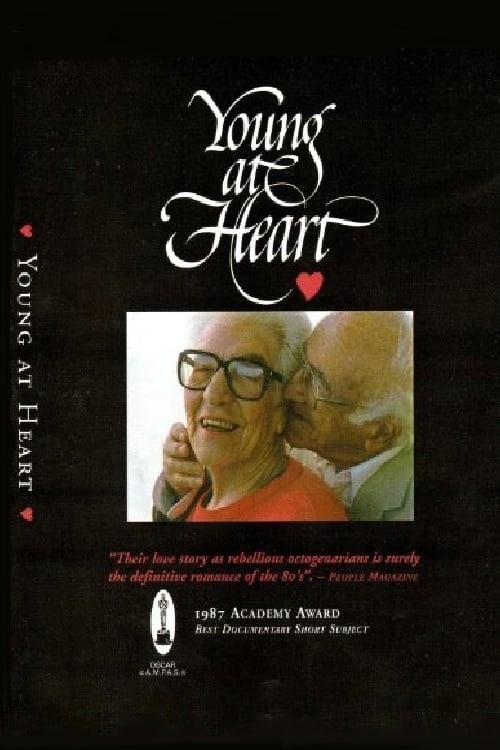 Young
at
Heart
YOUNG AT HEART
"Their love story as rebellious octogenarians is surely
the definitive romance of the 80's". – PEOPLE MAGAZINE
1987 ACADEMY AWARD
BEST DOCUMENTARY SHORT SUBJECT
OSCAR
©A.M.P.A.S.®